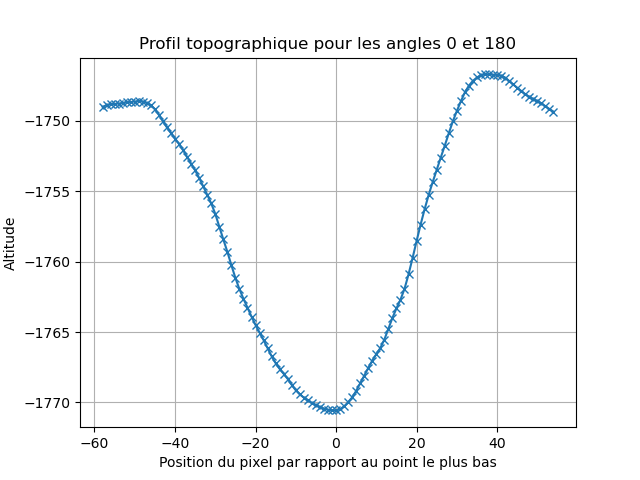 Profil topographique pour les angles 0 et 180
Altitude
−1750
−1755
−1760
−1765
−1770
−60 −40 −20 0 20 40
Position du pixel par rapport au point le plus bas